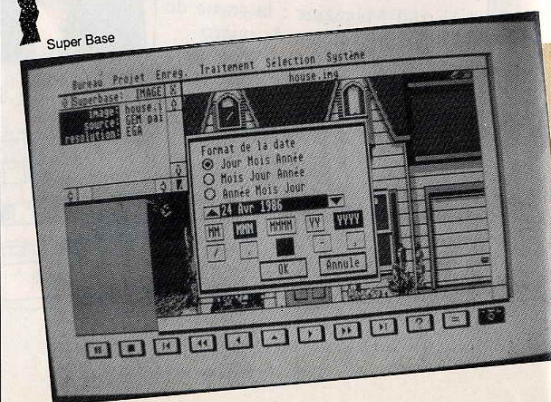 Super Base
Bureau Projet Enreg. Traitement Sélection Système
Superbase: IMAGE
house.img
image: house.i
source: GEM pai
resolution: EGA
Format de la date
Jour Mois Année
Mois Jour Année
Année Mois Jour
24 Avr 1986
MM MMM MMMM YY YYYY
/ . - ,
OK Annule
? =